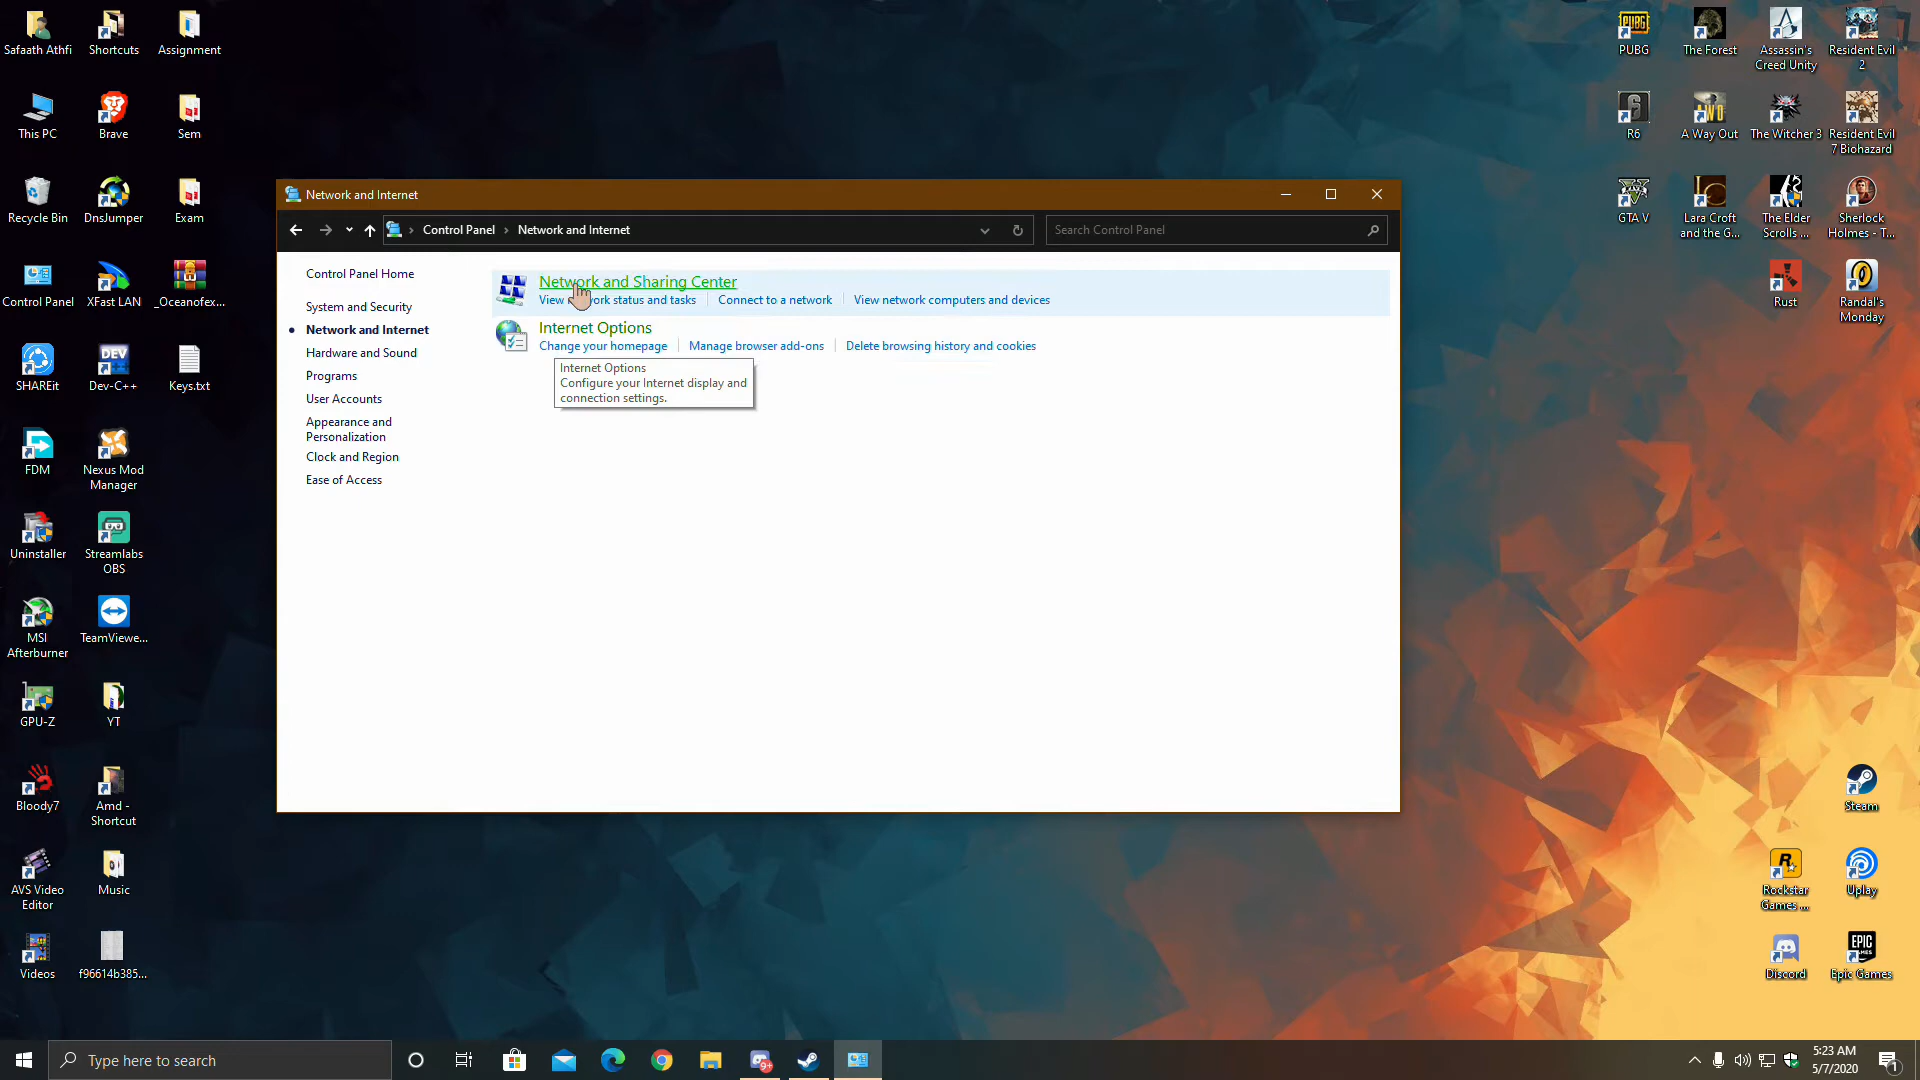 Safaath Athfi
Shortcuts
Assignment
This PC
Brave
Sem
Recycle Bin
DnsJumper
Exam
Control Panel
XFast LAN
_Oceanofex...
SHAREit
Dev-C++
Keys.txt
FDM
Nexus Mod
Manager
Uninstaller
Streamlabs
OBS
MSI
Afterburner
TeamViewe...
GPU-Z
YT
Bloody7
Amd -
Shortcut
AVS Video
Editor
Music
Videos
f96614b385...
Network and Internet
Control Panel
Network and Internet
Search Control Panel
Control Panel Home
System and Security
Network and Internet
Hardware and Sound
Programs
User Accounts
Appearance and
Personalization
Clock and Region
Ease of Access
Network and Sharing Center
View network status and tasks
Connect to a network
View network computers and devices
Internet Options
Change your homepage
Manage browser add-ons
Delete browsing history and cookies
Internet Options
Configure your Internet display and
connection settings.
PUBG
The Forest
Assassin's
Creed Unity
Resident Evil
2
R6
A Way Out
The Witcher 3
Resident Evil
7 Biohazard
GTA V
Lara Croft
and the G...
The Elder
Scrolls ...
Sherlock
Holmes - T...
Rust
Randal's
Monday
Steam
Rockstar
Games ...
Uplay
Discord
Epic Games
Type here to search
9+
5:23 AM
5/7/2020
1